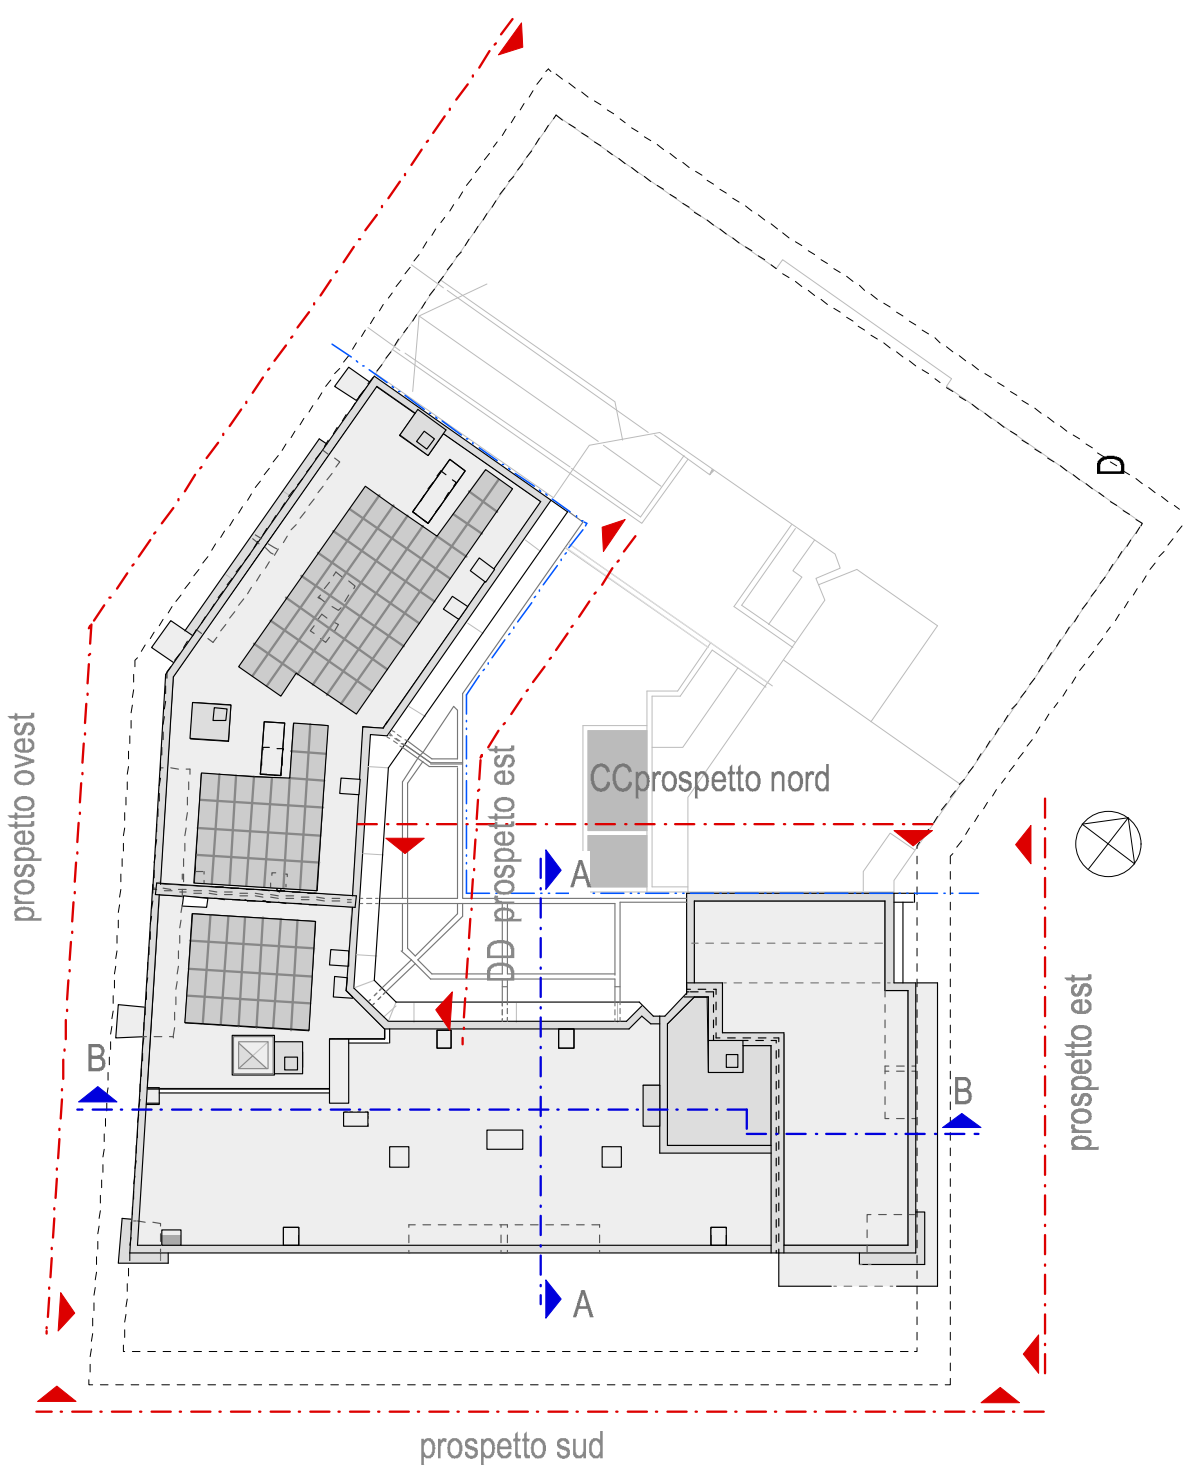 D
prospetto ovest
CCprospetto nord
DD prospetto est
A
prospetto est
B
B
A
prospetto sud